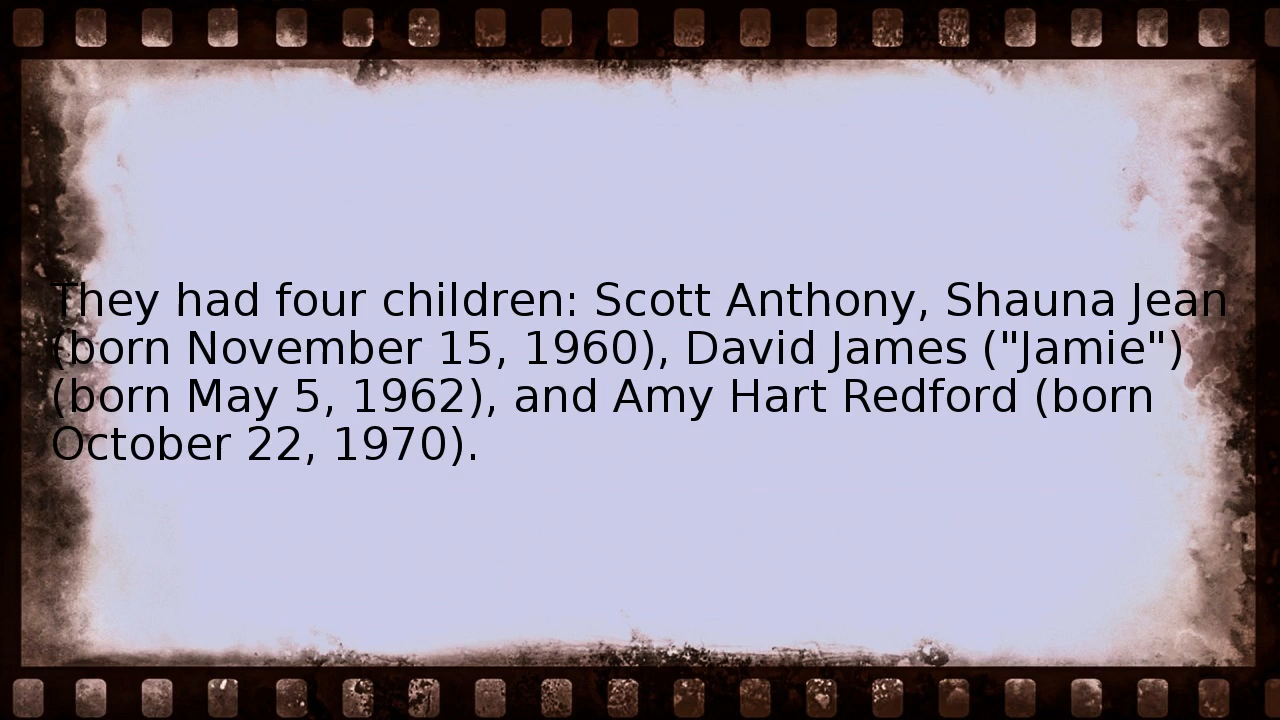 They had four children: Scott Anthony, Shauna Jean
(born November 15, 1960), David James ("Jamie")
(born May 5, 1962), and Amy Hart Redford (born
October 22, 1970).